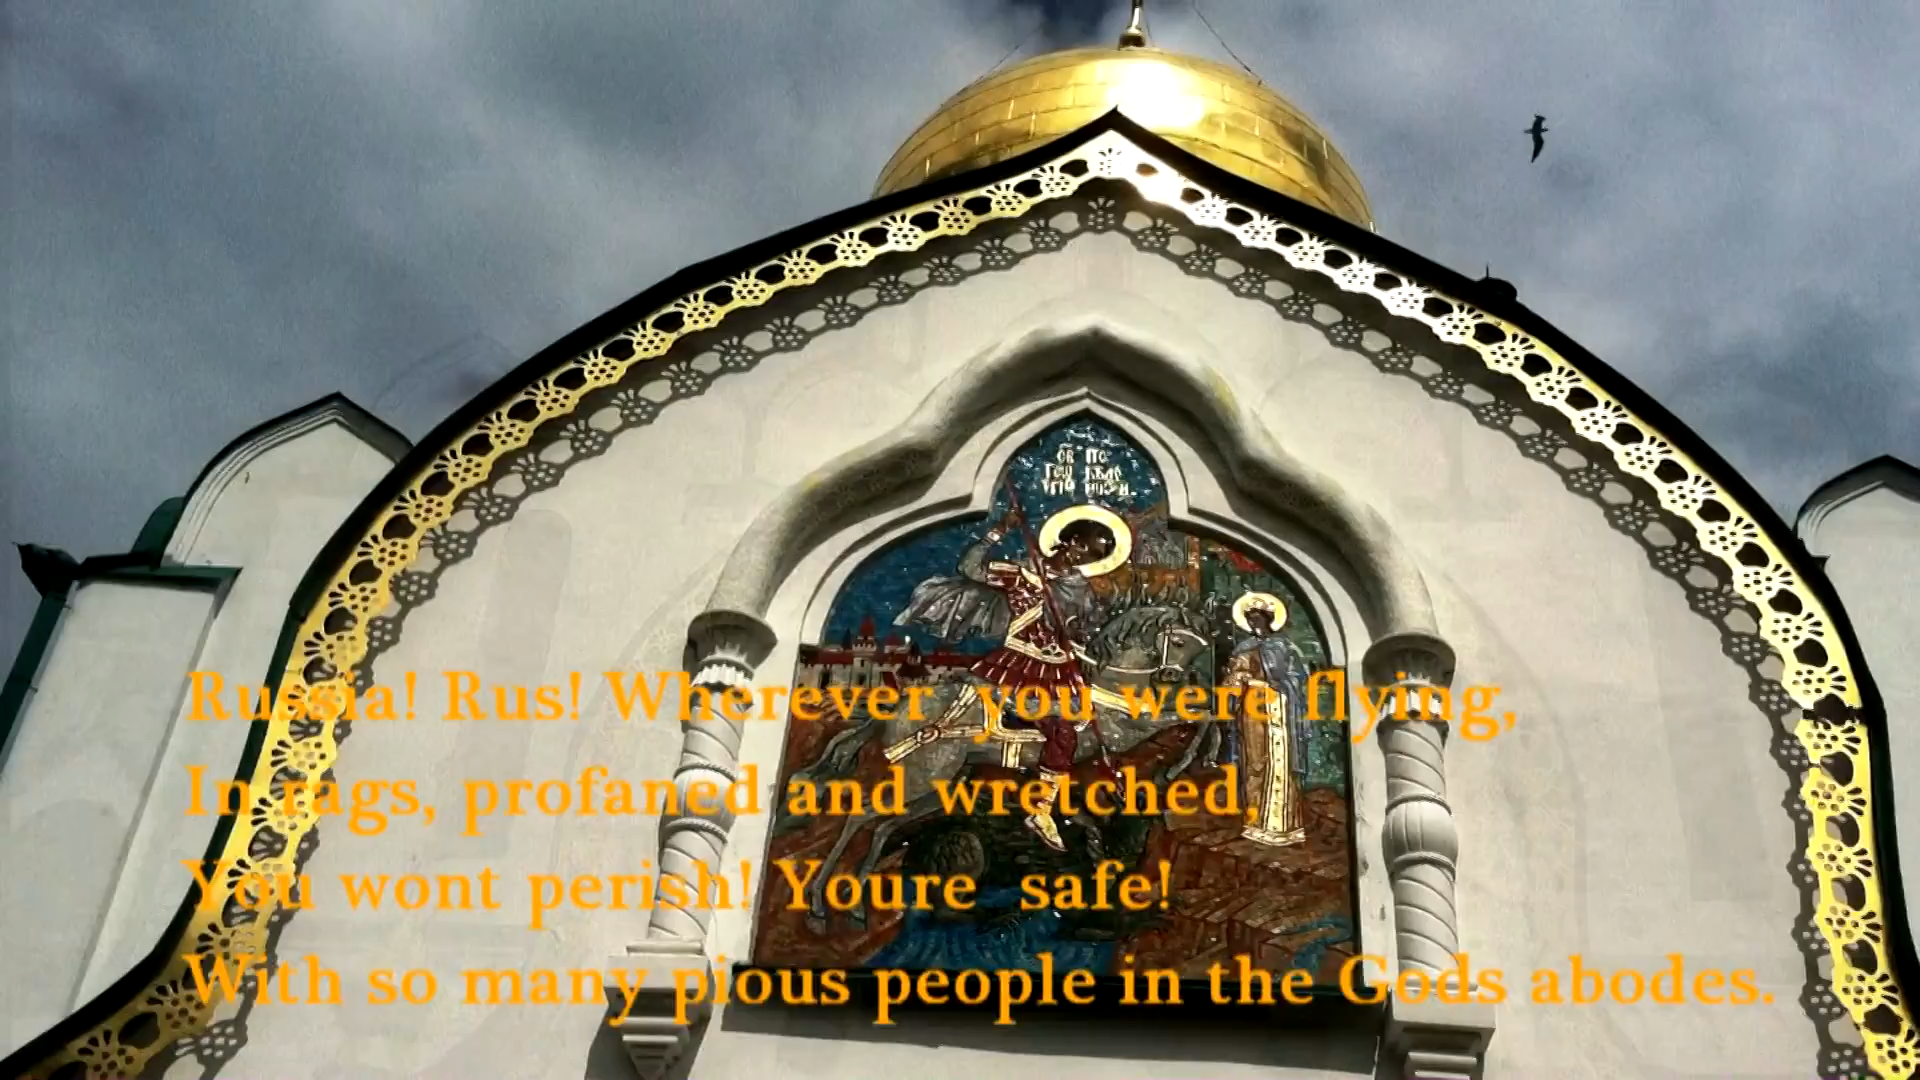 Russia! Rus! Wherever you were flying,
In rags, profaned and wretched,
You wont perish! Youre safe!
With so many pious people in the Gods abodes.